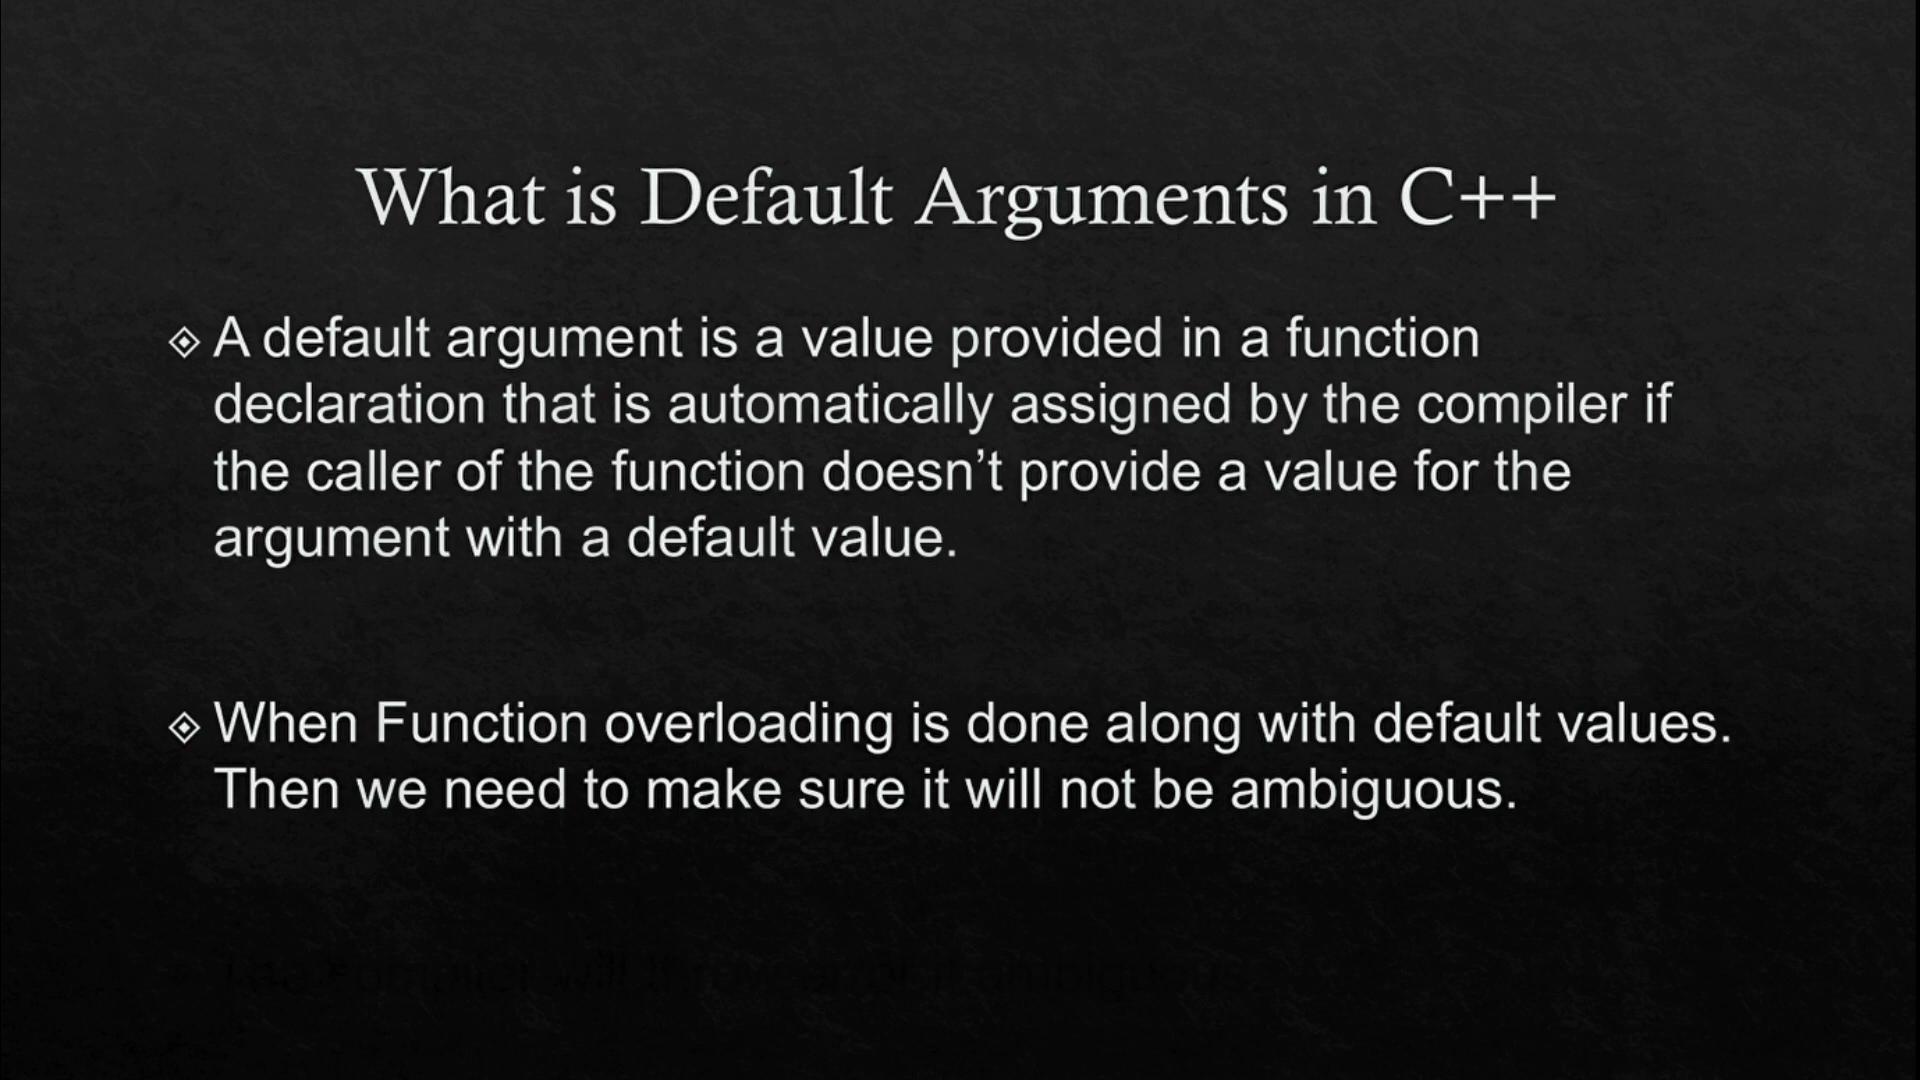 What is Default Arguments in C++
A default argument is a value provided in a function
declaration that is automatically assigned by the compiler if
the caller of the function doesn’t provide a value for the
argument with a default value.
When Function overloading is done along with default values.
Then we need to make sure it will not be ambiguous.